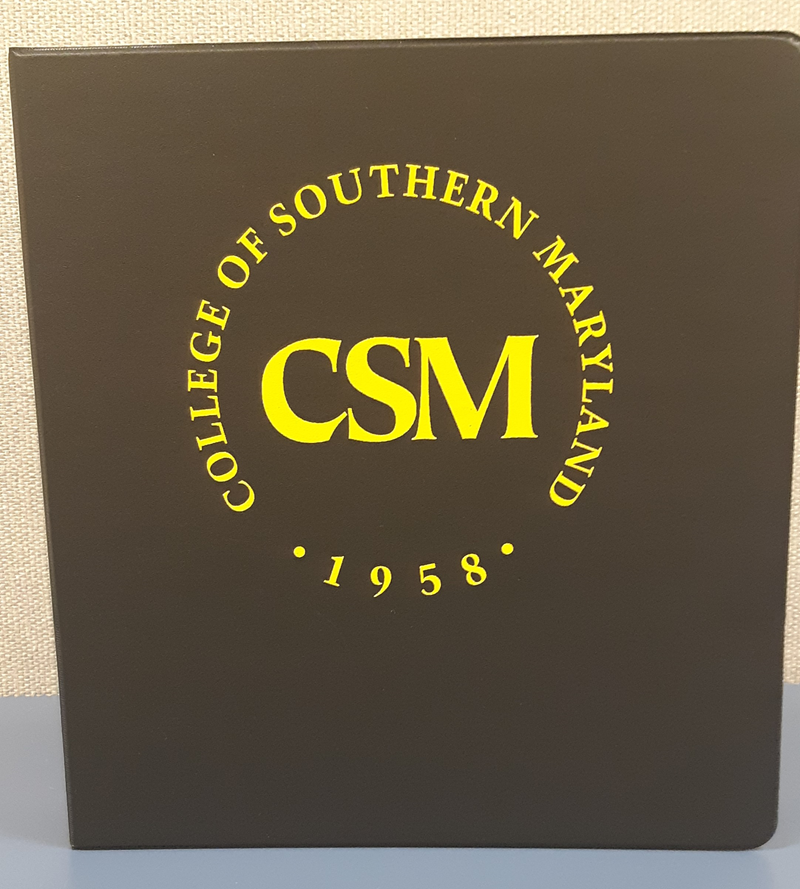 COLLEGE OF SOUTHERN MARYLAND
CSM
• 1958 •